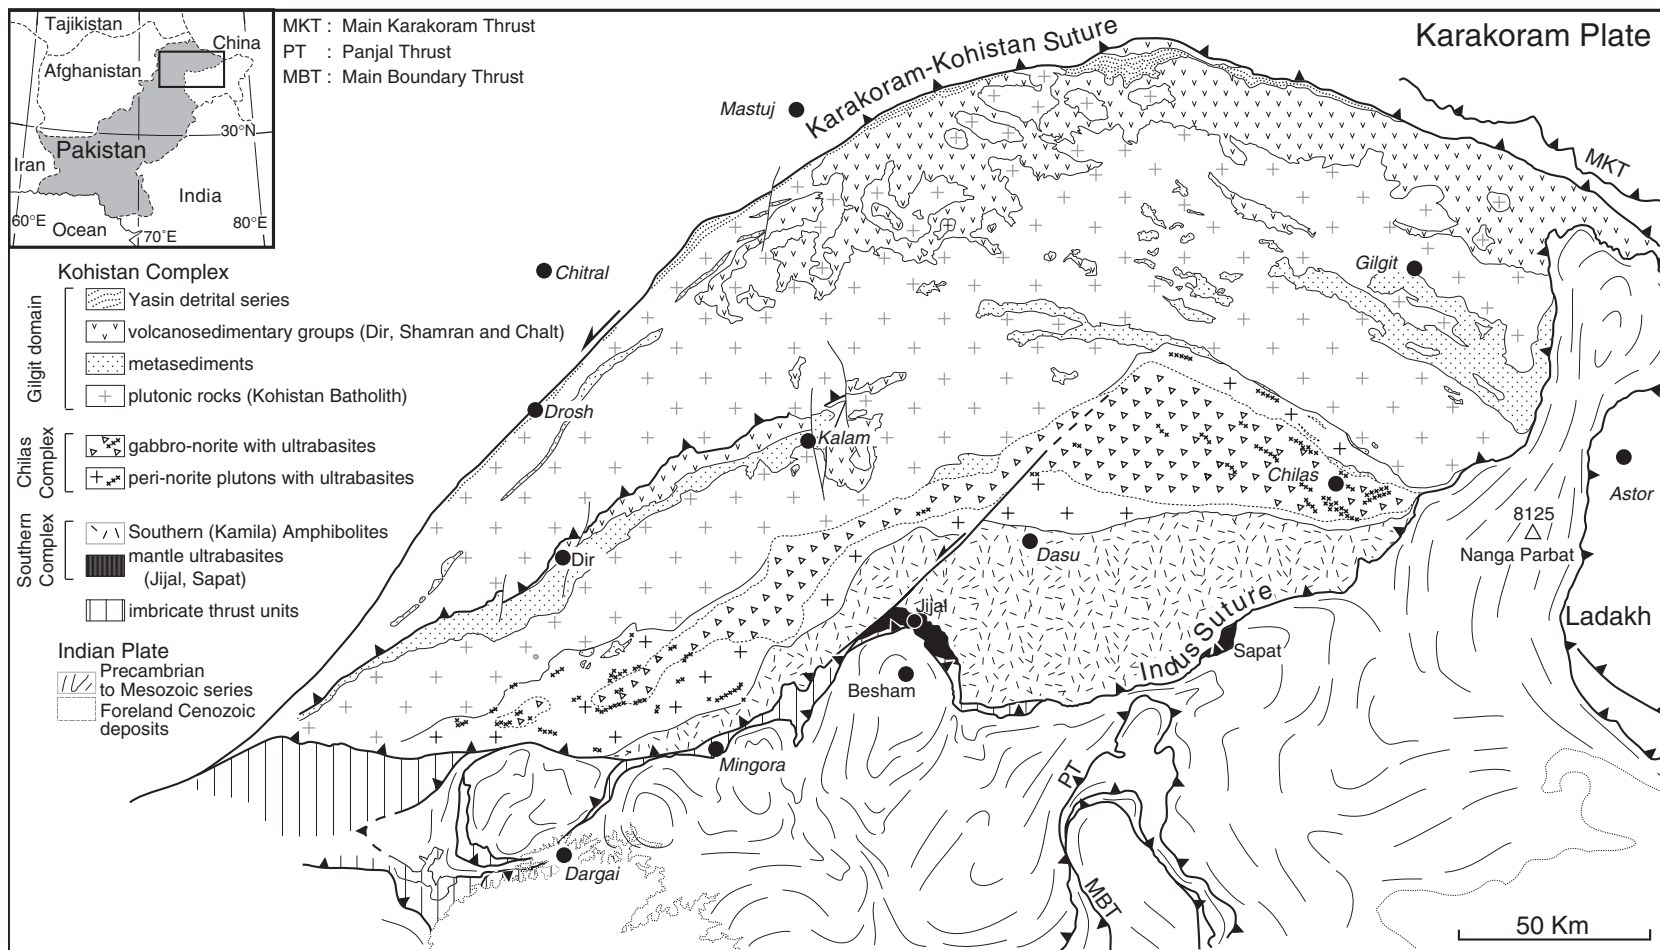 Tajikistan
China
Afghanistan
30°N
Pakistan
Iran
India
60°E
Ocean
70°E
80°E
MKT : Main Karakoram Thrust
PT : Panjal Thrust
MBT : Main Boundary Thrust
Karakoram Plate
Karakoram-Kohistan Suture
Mastuj
MKT
Chitral
Gilgit
Kohistan Complex
Gilgit domain
Yasin detrital series
volcanosedimentary groups (Dir, Shamran and Chalt)
metasediments
plutonic rocks (Kohistan Batholith)
Chilas
Complex
gabbro-norite with ultrabasites
peri-norite plutons with ultrabasites
Southern
Complex
Southern (Kamila) Amphibolites
mantle ultrabasites
(Jijal, Sapat)
imbricate thrust units
Indian Plate
Precambrian
to Mesozoic series
Foreland Cenozoic
deposits
Drosh
Kalam
Chilas
Astor
8125
Nanga Parbat
Dir
Dasu
Jijal
Indus Suture
Ladakh
Sapat
Besham
Mingora
PT
Dargai
MBT
50 Km